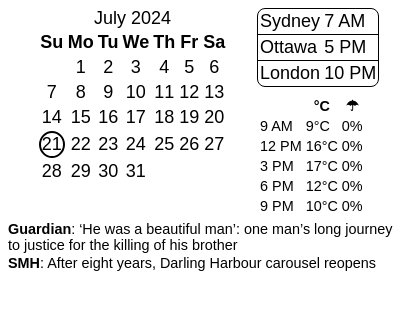 July 2024
Su Mo Tu We Th Fr Sa
1 2 3 4 5 6
7 8 9 10 11 12 13
14 15 16 17 18 19 20
21 22 23 24 25 26 27
28 29 30 31
Sydney 7 AM
Ottawa 5 PM
London 10 PM
°C ☂
9 AM 9°C 0%
12 PM 16°C 0%
3 PM 17°C 0%
6 PM 12°C 0%
9 PM 10°C 0%
Guardian: ‘He was a beautiful man’: one man’s long journey
to justice for the killing of his brother
SMH: After eight years, Darling Harbour carousel reopens